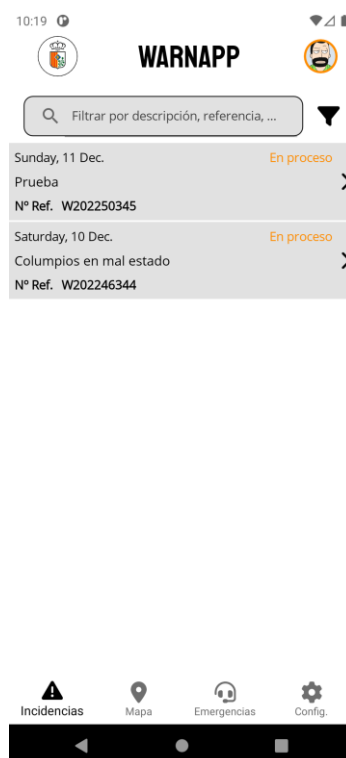 10:19
WARNAPP
Filtrar por descripción, referencia, ...
Sunday, 11 Dec. En proceso
Prueba
Nº Ref. W202250345
Saturday, 10 Dec. En proceso
Columpios en mal estado
Nº Ref. W202246344
Incidencias Mapa Emergencias Config.